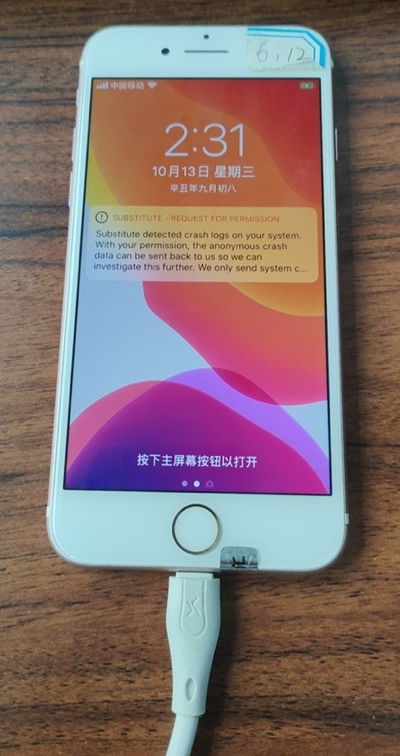 6.12
中国移动
2:31
10月13日 星期三
辛丑年九月初八
SUBSTITUTE - REQUEST FOR PERMISSION
Substitute detected crash logs on your system.
With your permission, the anonymous crash
data can be sent back to us so we can
investigate this further. We only send system c...
按下主屏幕按钮以打开